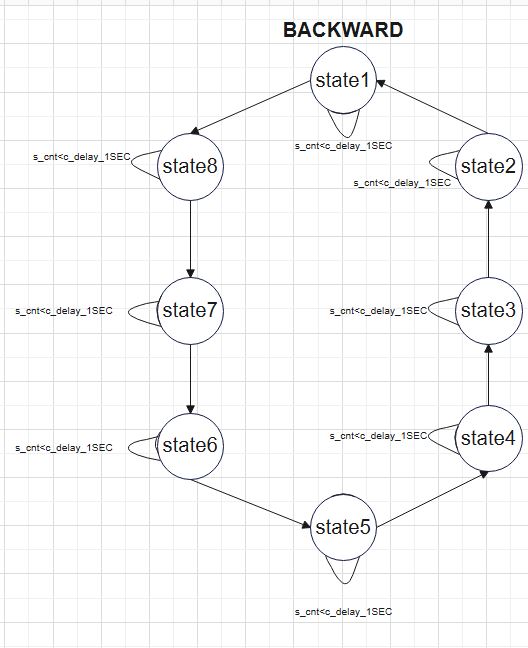 BACKWARD
state1
s_cnt<c_delay_1SEC
s_cnt<c_delay_1SEC
state8
state2
s_cnt<c_delay_1SEC
s_cnt<c_delay_1SEC
state7
s_cnt<c_delay_1SEC
state3
s_cnt<c_delay_1SEC
state4
s_cnt<c_delay_1SEC
state6
state5
s_cnt<c_delay_1SEC